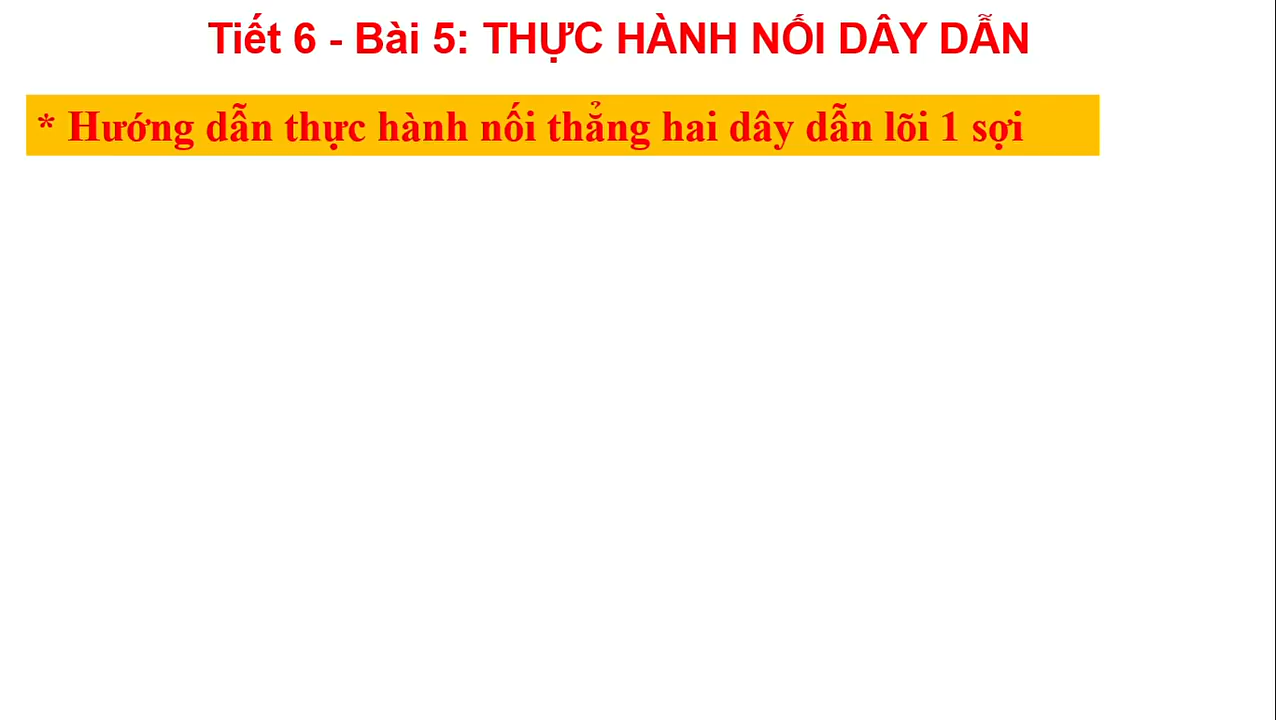 Tiết 6 - Bài 5: THỰC HÀNH NỐI DÂY DẪN
* Hướng dẫn thực hành nối thẳng hai dây dẫn lõi 1 sợi